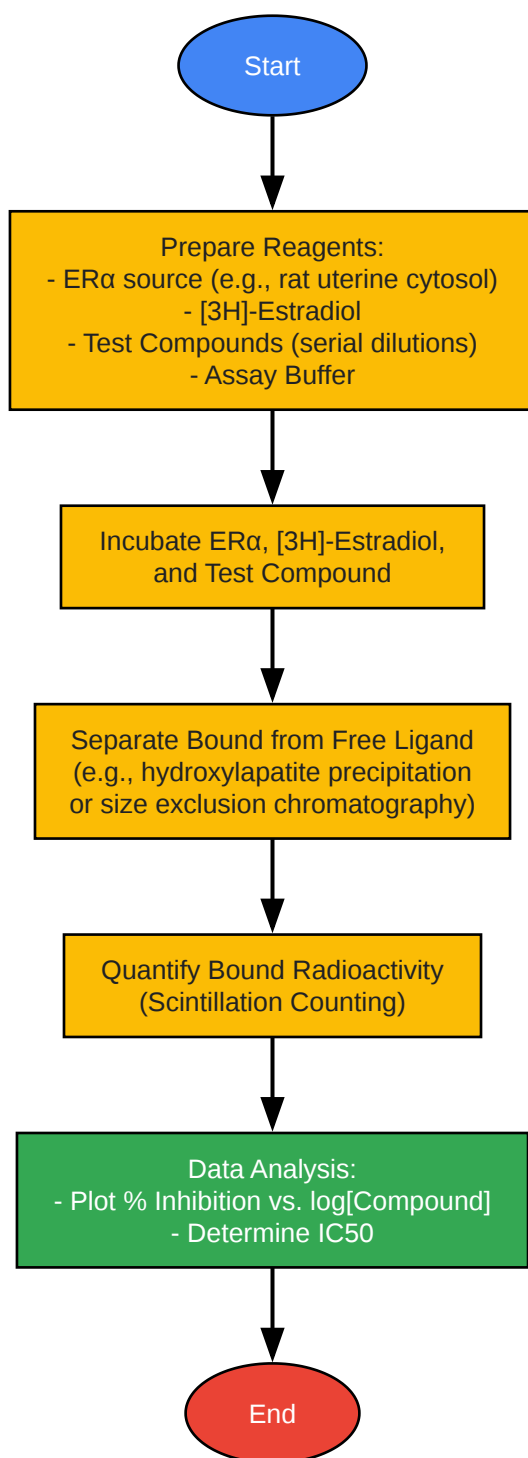 Start
Prepare Reagents:
- ERα source (e.g., rat uterine cytosol)
- [3H]-Estradiol
- Test Compounds (serial dilutions)
- Assay Buffer
Incubate ERα, [3H]-Estradiol,
and Test Compound
Separate Bound from Free Ligand
(e.g., hydroxylapatite precipitation
or size exclusion chromatography)
Quantify Bound Radioactivity
(Scintillation Counting)
Data Analysis:
- Plot % Inhibition vs. log[Compound]
- Determine IC50
End